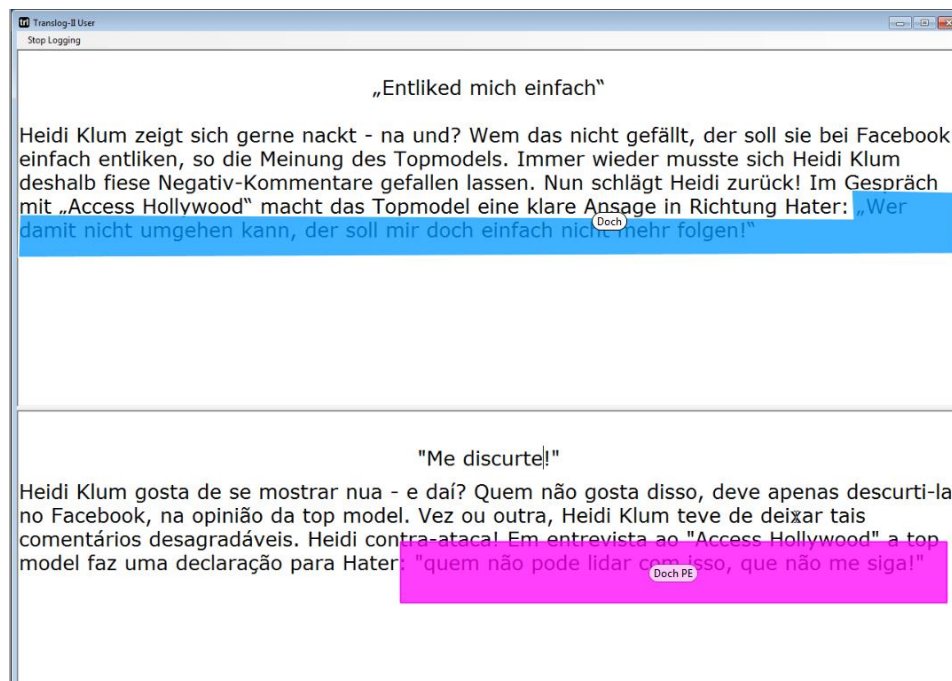 Translog-II User
Stop Logging
„Entliked mich einfach“
Heidi Klum zeigt sich gerne nackt - na und? Wem das nicht gefällt, der soll sie bei Facebook
einfach entliken, so die Meinung des Topmodels. Immer wieder musste sich Heidi Klum
deshalb fiese Negativ-Kommentare gefallen lassen. Nun schlägt Heidi zurück! Im Gespräch
mit „Access Hollywood“ macht das Topmodel eine klare Ansage in Richtung Hater: „Wer
damit nicht umgehen kann, der soll mir doch einfach nicht mehr folgen!“
Doch
"Me discurte!"
Heidi Klum gosta de se mostrar nua - e daí? Quem não gosta disso, deve apenas descurti-la
no Facebook, na opinião da top model. Vez ou outra, Heidi Klum teve de deixar tais
comentários desagradáveis. Heidi contra-ataca! Em entrevista ao "Access Hollywood" a top
model faz uma declaração para Hater: "quem não pode lidar com isso, que não me siga!"
Doch PE